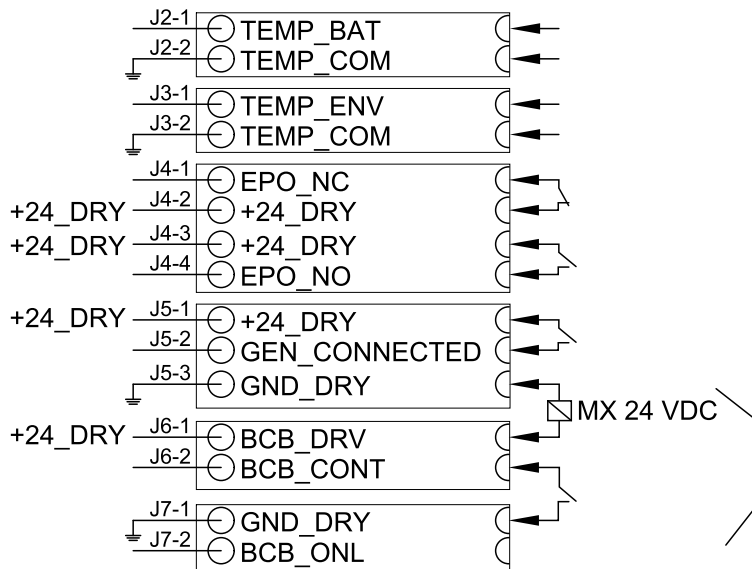 J2-1 TEMP_BAT
J2-2 TEMP_COM
J3-1 TEMP_ENV
J3-2 TEMP_COM
J4-1 EPO_NC
+24_DRY J4-2 +24_DRY
+24_DRY J4-3 +24_DRY
J4-4 EPO_NO
+24_DRY J5-1 +24_DRY
J5-2 GEN_CONNECTED
J5-3 GND_DRY
MX 24 VDC
+24_DRY J6-1 BCB_DRV
J6-2 BCB_CONT
J7-1 GND_DRY
J7-2 BCB_ONL